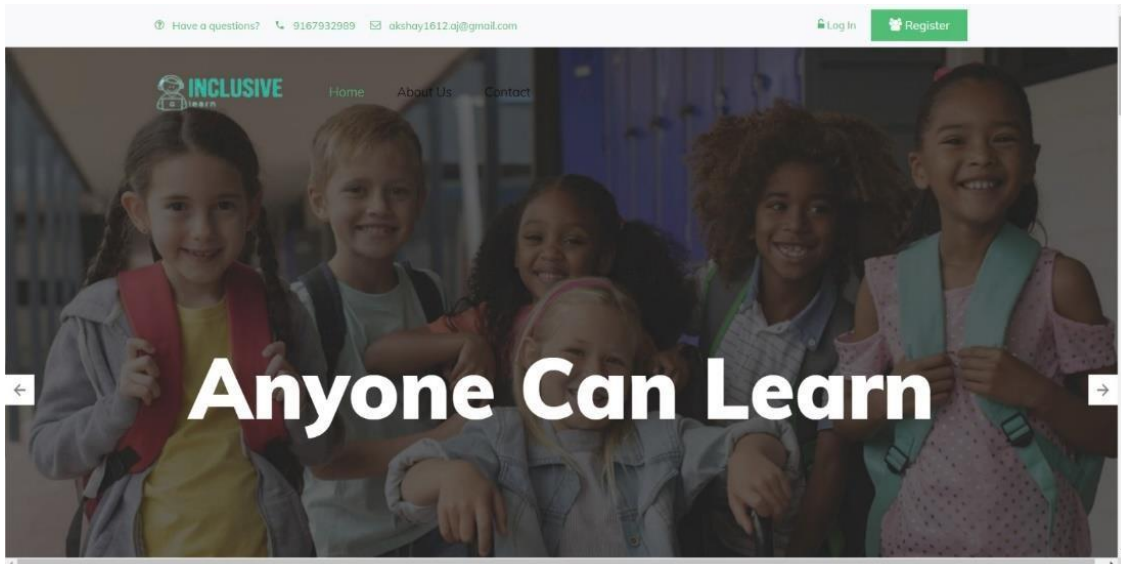 Have a questions? 9167932989 akshay1612.aj@gmail.com Log In Register
INCLUSIVE
learn
Home About Us Contact
Anyone Can Learn